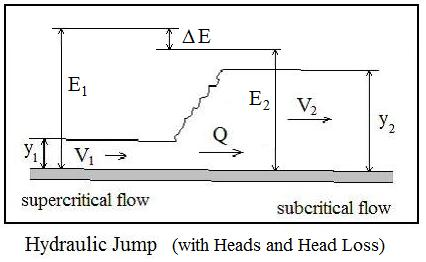 ΔE
E₁
E₂
V₂
y₂
Q
y₁
V₁
supercritical flow
subcritical flow
Hydraulic Jump (with Heads and Head Loss)